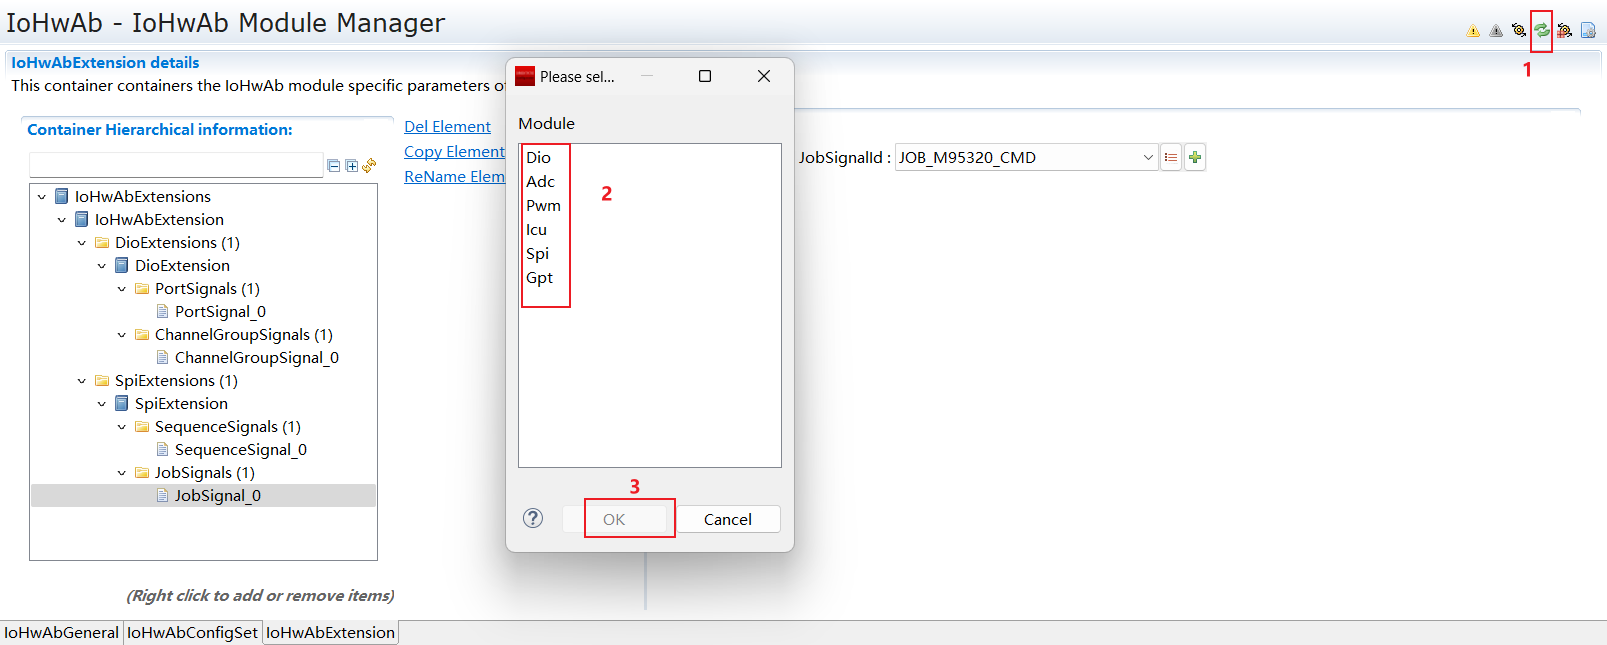 IoHwAb - IoHwAb Module Manager
1
IoHwAbExtension details
This container containers the IoHwAb module specific parameters o
Container Hierarchical information:
Del Element
Copy Element
ReName Elem
IoHwAbExtensions
IoHwAbExtension
DioExtensions (1)
DioExtension
PortSignals (1)
PortSignal_0
ChannelGroupSignals (1)
ChannelGroupSignal_0
SpiExtensions (1)
SpiExtension
SequenceSignals (1)
SequenceSignal_0
JobSignals (1)
JobSignal_0
(Right click to add or remove items)
Please sel...
Module
Dio
Adc
Pwm
Icu
Spi
Gpt
2
3
?
OK
Cancel
JobSignalId :
JOB_M95320_CMD
IoHwAbGeneral
IoHwAbConfigSet
IoHwAbExtension